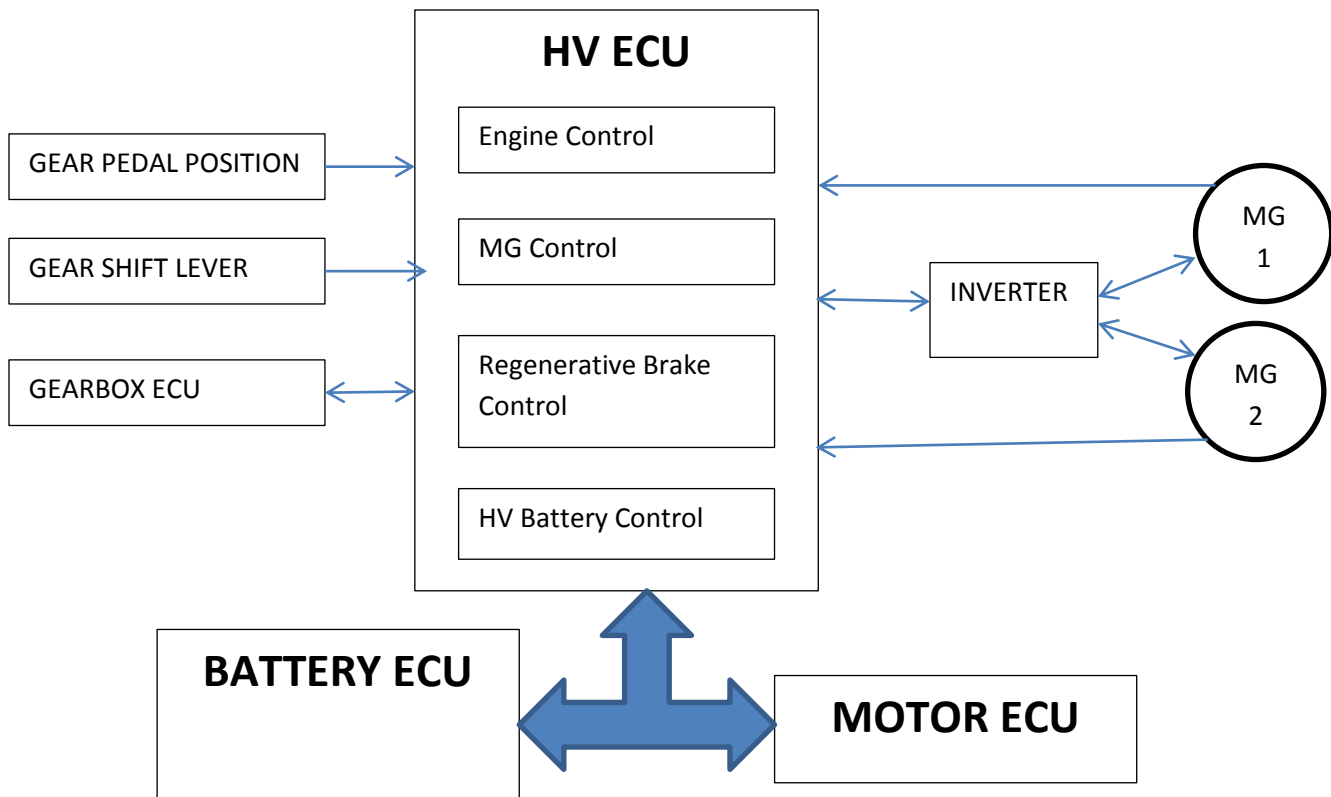 HV ECU
Engine Control
GEAR PEDAL POSITION
MG
1
MG Control
GEAR SHIFT LEVER
INVERTER
Regenerative Brake
Control
GEARBOX ECU
MG
2
HV Battery Control
BATTERY ECU
MOTOR ECU